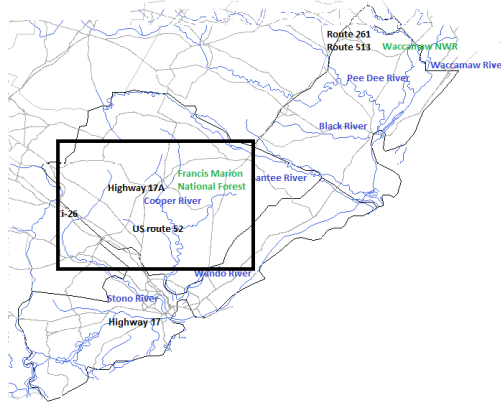 Route 261
Route 513
Waccamaw NWR
Waccamaw Rive
Pee Dee River
Black River
Francis Marion
National Forest
Highway 17A
antee River
Cooper River
i-26
US route 52
Wando River
Stono River
Highway 17